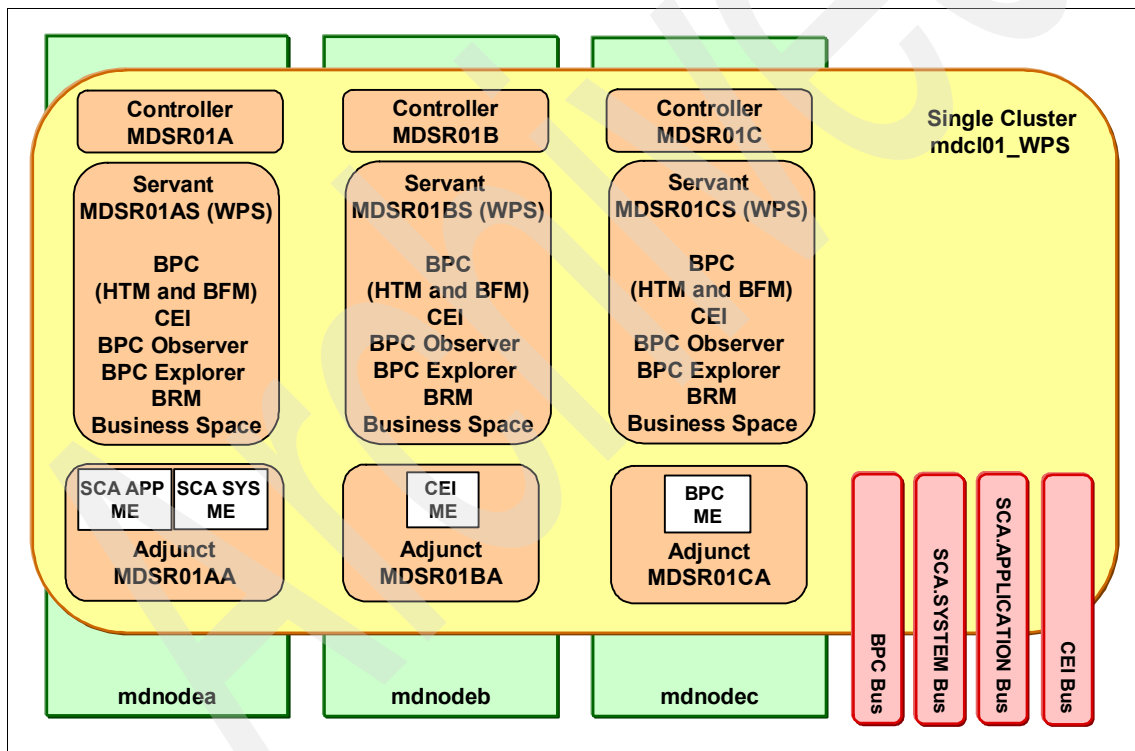 Controller
MDSR01A
Servant
MDSR01AS (WPS)
BPC
(HTM and BFM)
CEI
BPC Observer
BPC Explorer
BRM
Business Space
SCA APP
ME
SCA SYS
ME
Adjunct
MDSR01AA
mdnodea
Controller
MDSR01B
Servant
MDSR01BS (WPS)
BPC
(HTM and BFM)
CEI
BPC Observer
BPC Explorer
BRM
Business Space
CEI
ME
Adjunct
MDSR01BA
mdnodeb
Controller
MDSR01C
Servant
MDSR01CS (WPS)
BPC
(HTM and BFM)
CEI
BPC Observer
BPC Explorer
BRM
Business Space
BPC
ME
Adjunct
MDSR01CA
mdnodec
Single Cluster
mdcl01_WPS
BPC Bus
SCA.SYSTEM Bus
SCA.APPLICATION Bus
CEI Bus